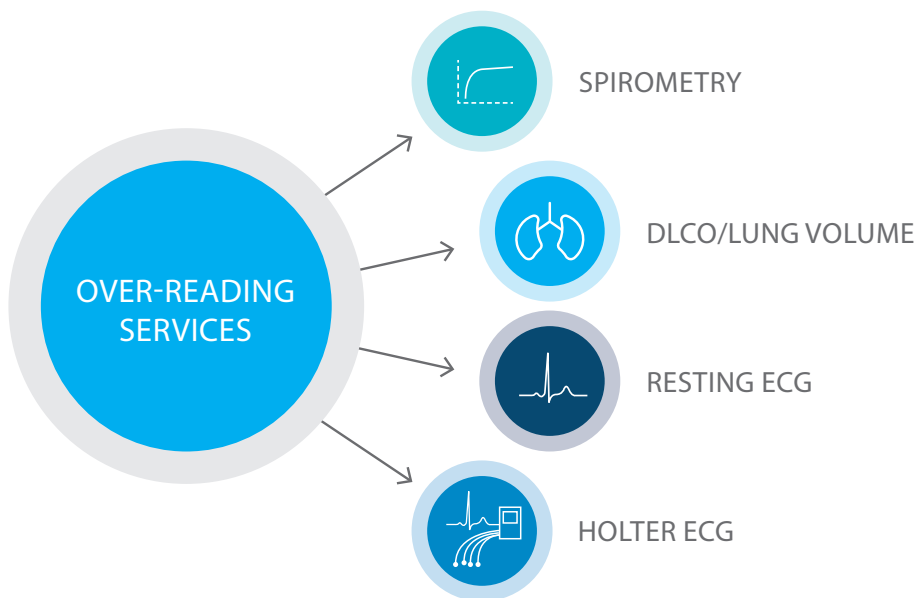 OVER-READING
SERVICES
SPIROMETRY
DLCO/LUNG VOLUME
RESTING ECG
HOLTER ECG